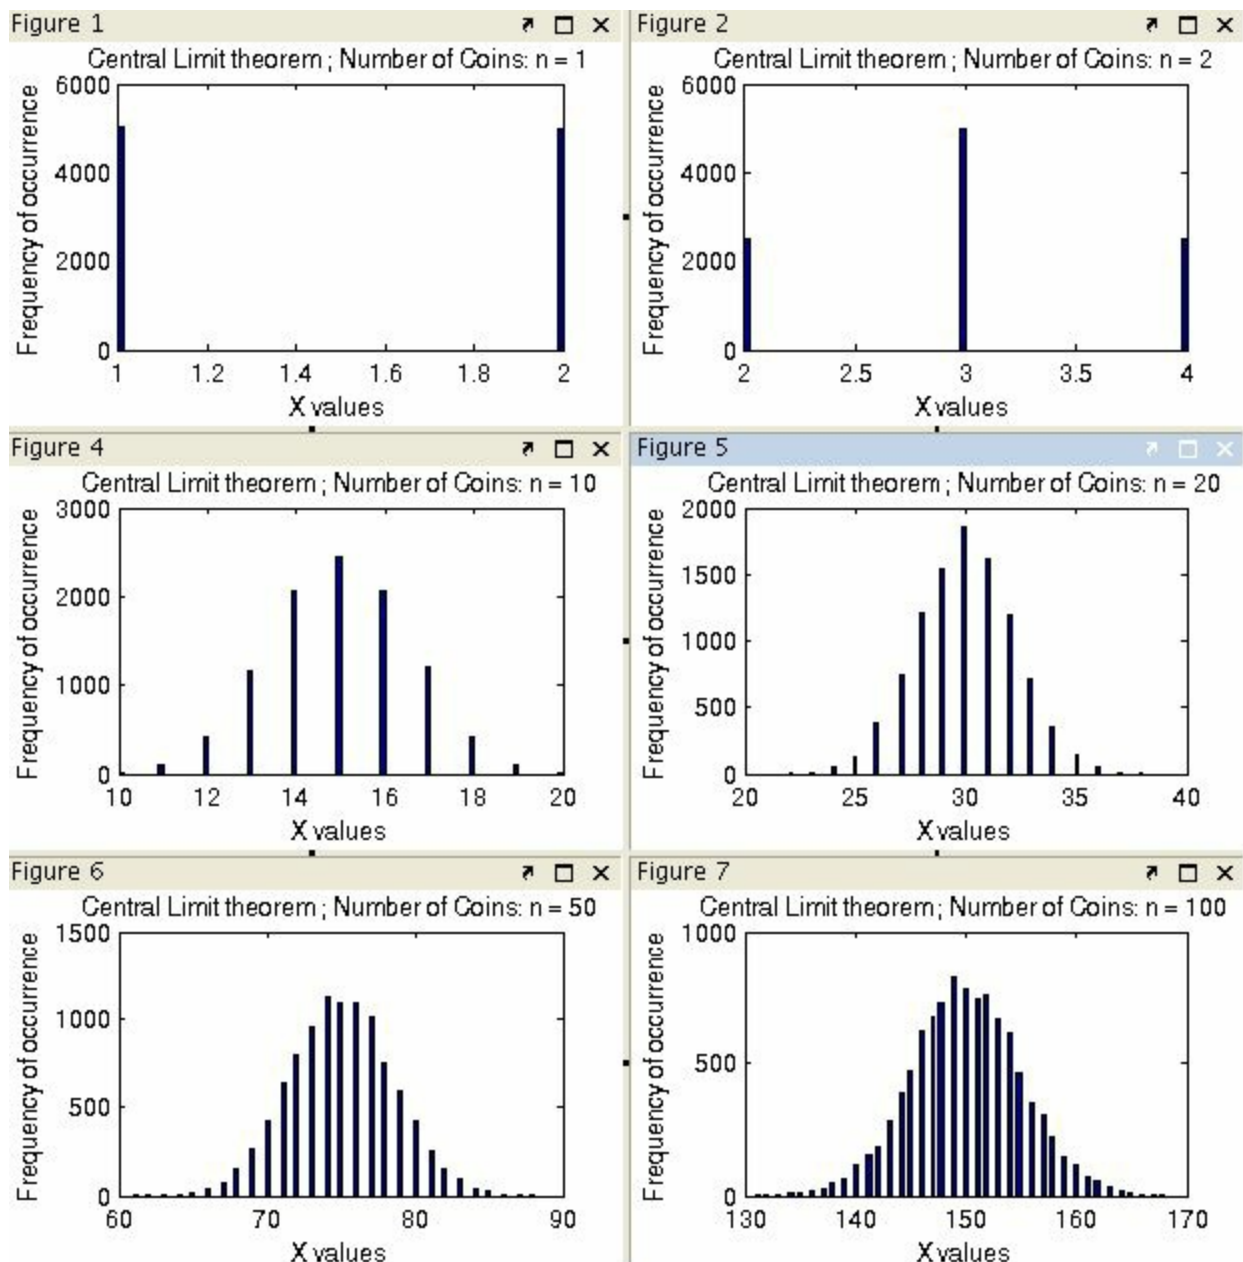 Figure 1
Central Limit theorem ; Number of Coins: n = 1
Frequency of occurrence
6000
4000
2000
0
1 1.2 1.4 1.6 1.8 2
X values
Figure 2
Central Limit theorem ; Number of Coins: n = 2
Frequency of occurrence
6000
4000
2000
0
2 2.5 3 3.5 4
X values
Figure 4
Central Limit theorem ; Number of Coins: n = 10
Frequency of occurrence
3000
2000
1000
0
10 12 14 16 18 20
X values
Figure 5
Central Limit theorem ; Number of Coins: n = 20
Frequency of occurrence
2000
1500
1000
500
0
20 25 30 35 40
X values
Figure 6
Central Limit theorem ; Number of Coins: n = 50
Frequency of occurrence
1500
1000
500
0
60 70 80 90
X values
Figure 7
Central Limit theorem ; Number of Coins: n = 100
Frequency of occurrence
1000
500
0
130 140 150 160 170
X values